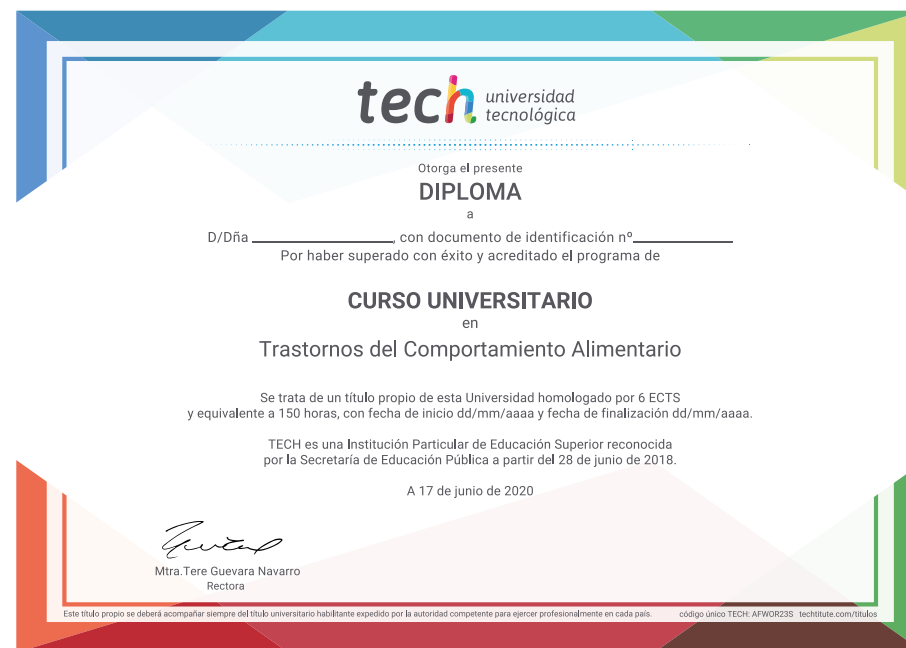 tech universidad
tecnológica
Otorga el presente
DIPLOMA
a
D/Dña ____________________, con documento de identificación nº______________
Por haber superado con éxito y acreditado el programa de
CURSO UNIVERSITARIO
en
Trastornos del Comportamiento Alimentario
Se trata de un título propio de esta Universidad homologado por 6 ECTS
y equivalente a 150 horas, con fecha de inicio dd/mm/aaaa y fecha de finalización dd/mm/aaaa.
TECH es una Institución Particular de Educación Superior reconocida
por la Secretaría de Educación Pública a partir del 28 de junio de 2018.
A 17 de junio de 2020
Mtra.Tere Guevara Navarro
Rectora
Este título propio se deberá acompañar siempre del título universitario habilitante expedido por la autoridad competente para ejercer profesionalmente en cada país. código único TECH: AFWOR23S techtitute.com/titulos